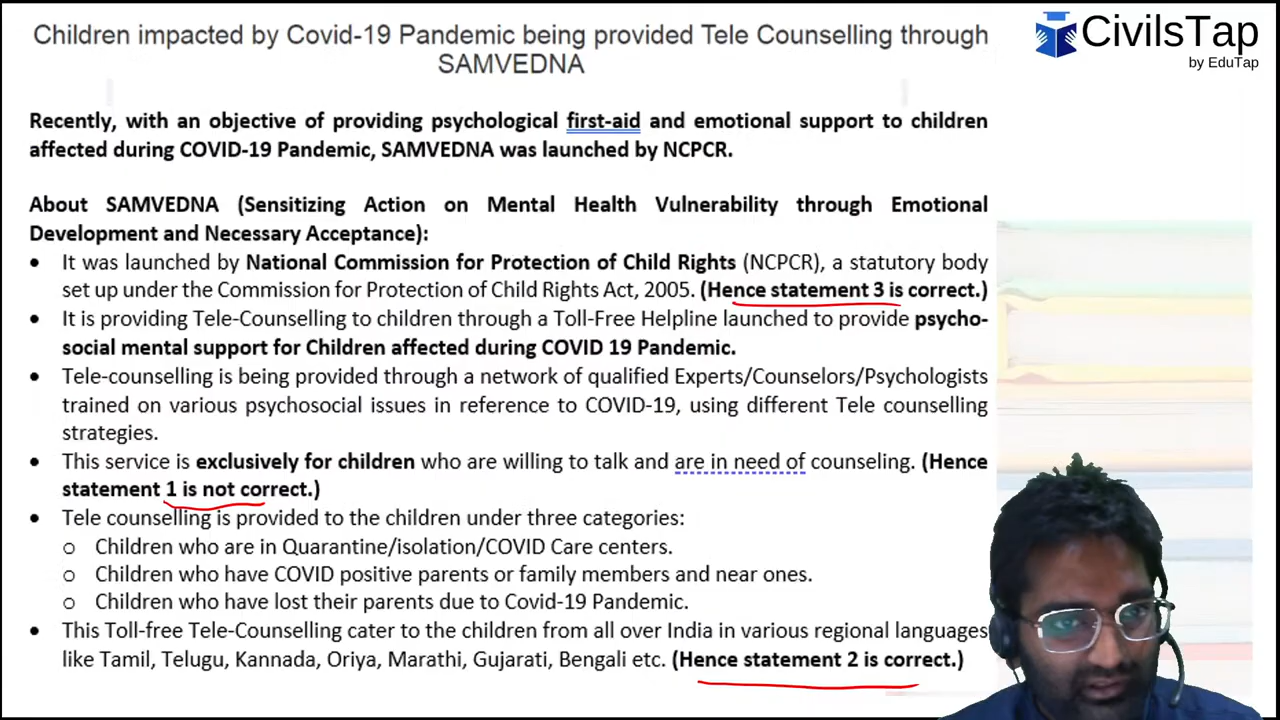 Children impacted by Covid-19 Pandemic being provided Tele Counselling through
SAMVEDNA
CivilsTap
by EduTap
Recently, with an objective of providing psychological first-aid and emotional support to children
affected during COVID-19 Pandemic, SAMVEDNA was launched by NCPCR.
About SAMVEDNA (Sensitizing Action on Mental Health Vulnerability through Emotional
Development and Necessary Acceptance):
• It was launched by National Commission for Protection of Child Rights (NCPCR), a statutory body
set up under the Commission for Protection of Child Rights Act, 2005. (Hence statement 3 is correct.)
• It is providing Tele-Counselling to children through a Toll-Free Helpline launched to provide psycho-
social mental support for Children affected during COVID 19 Pandemic.
• Tele-counselling is being provided through a network of qualified Experts/Counselors/Psychologists
trained on various psychosocial issues in reference to COVID-19, using different Tele counselling
strategies.
• This service is exclusively for children who are willing to talk and are in need of counseling. (Hence
statement 1 is not correct.)
• Tele counselling is provided to the children under three categories:
o Children who are in Quarantine/isolation/COVID Care centers.
o Children who have COVID positive parents or family members and near ones.
o Children who have lost their parents due to Covid-19 Pandemic.
• This Toll-free Tele-Counselling cater to the children from all over India in various regional languages
like Tamil, Telugu, Kannada, Oriya, Marathi, Gujarati, Bengali etc. (Hence statement 2 is correct.)